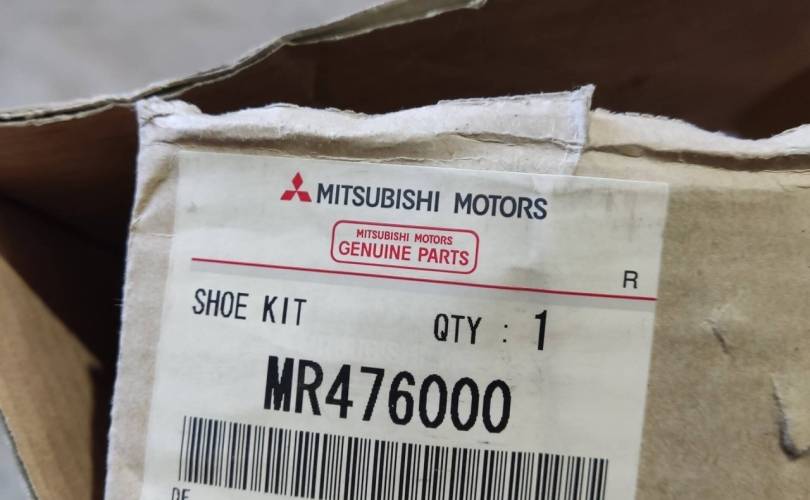 MITSUBISHI MOTORS
MITSUBISHI MOTORS
GENUINE PARTS
R
SHOE KIT
QTY : 1
MR476000